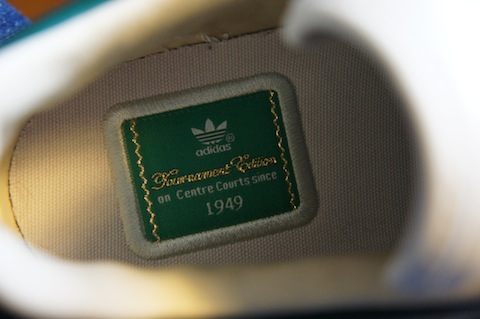 adidas®
Tournament Edition
on Centre Courts since
1949